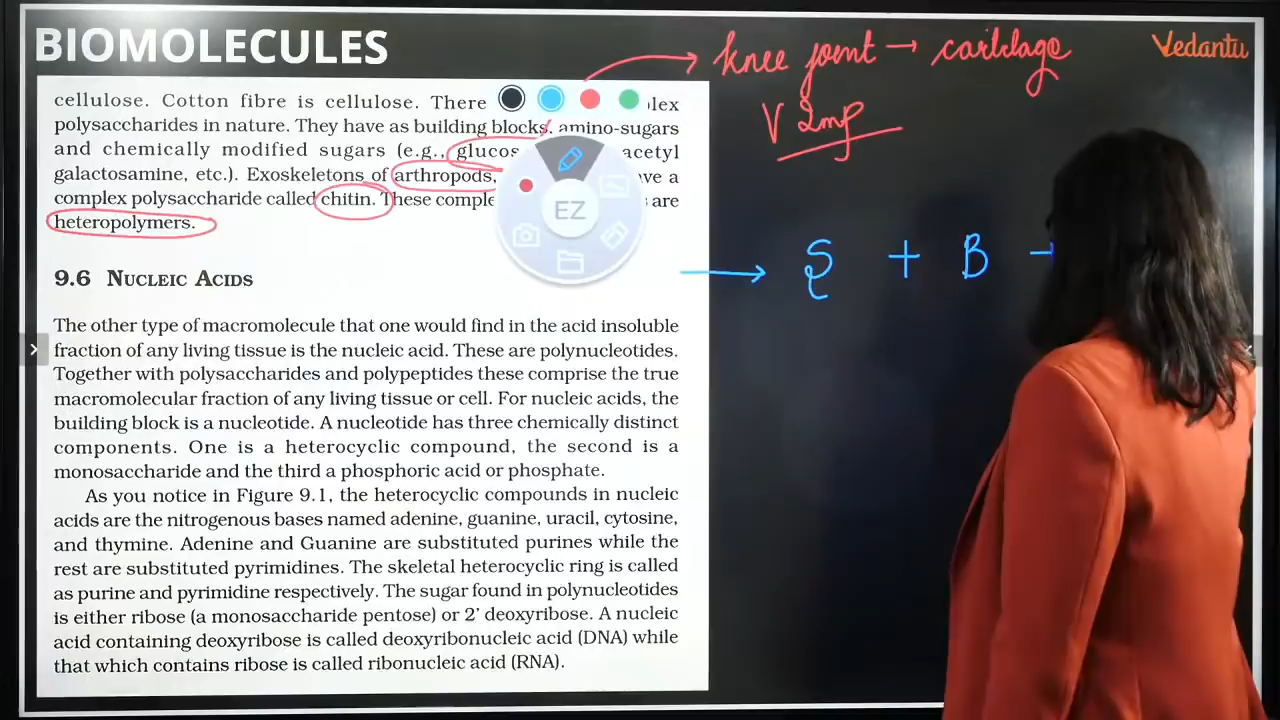 BIOMOLECULES
knee joint → cartilage
Vedantu
V Imp
cellulose. Cotton fibre is cellulose. There lex
polysaccharides in nature. They have as building blocks, amino-sugars
and chemically modified sugars (e.g., glucos acetyl
galactosamine, etc.). Exoskeletons of arthropods, ve a
complex polysaccharide called chitin. These comple s are
heteropolymers.
EZ
→ S + B
9.6 NUCLEIC ACIDS
The other type of macromolecule that one would find in the acid insoluble
fraction of any living tissue is the nucleic acid. These are polynucleotides.
Together with polysaccharides and polypeptides these comprise the true
macromolecular fraction of any living tissue or cell. For nucleic acids, the
building block is a nucleotide. A nucleotide has three chemically distinct
components. One is a heterocyclic compound, the second is a
monosaccharide and the third a phosphoric acid or phosphate.
As you notice in Figure 9.1, the heterocyclic compounds in nucleic
acids are the nitrogenous bases named adenine, guanine, uracil, cytosine,
and thymine. Adenine and Guanine are substituted purines while the
rest are substituted pyrimidines. The skeletal heterocyclic ring is called
as purine and pyrimidine respectively. The sugar found in polynucleotides
is either ribose (a monosaccharide pentose) or 2' deoxyribose. A nucleic
acid containing deoxyribose is called deoxyribonucleic acid (DNA) while
that which contains ribose is called ribonucleic acid (RNA).